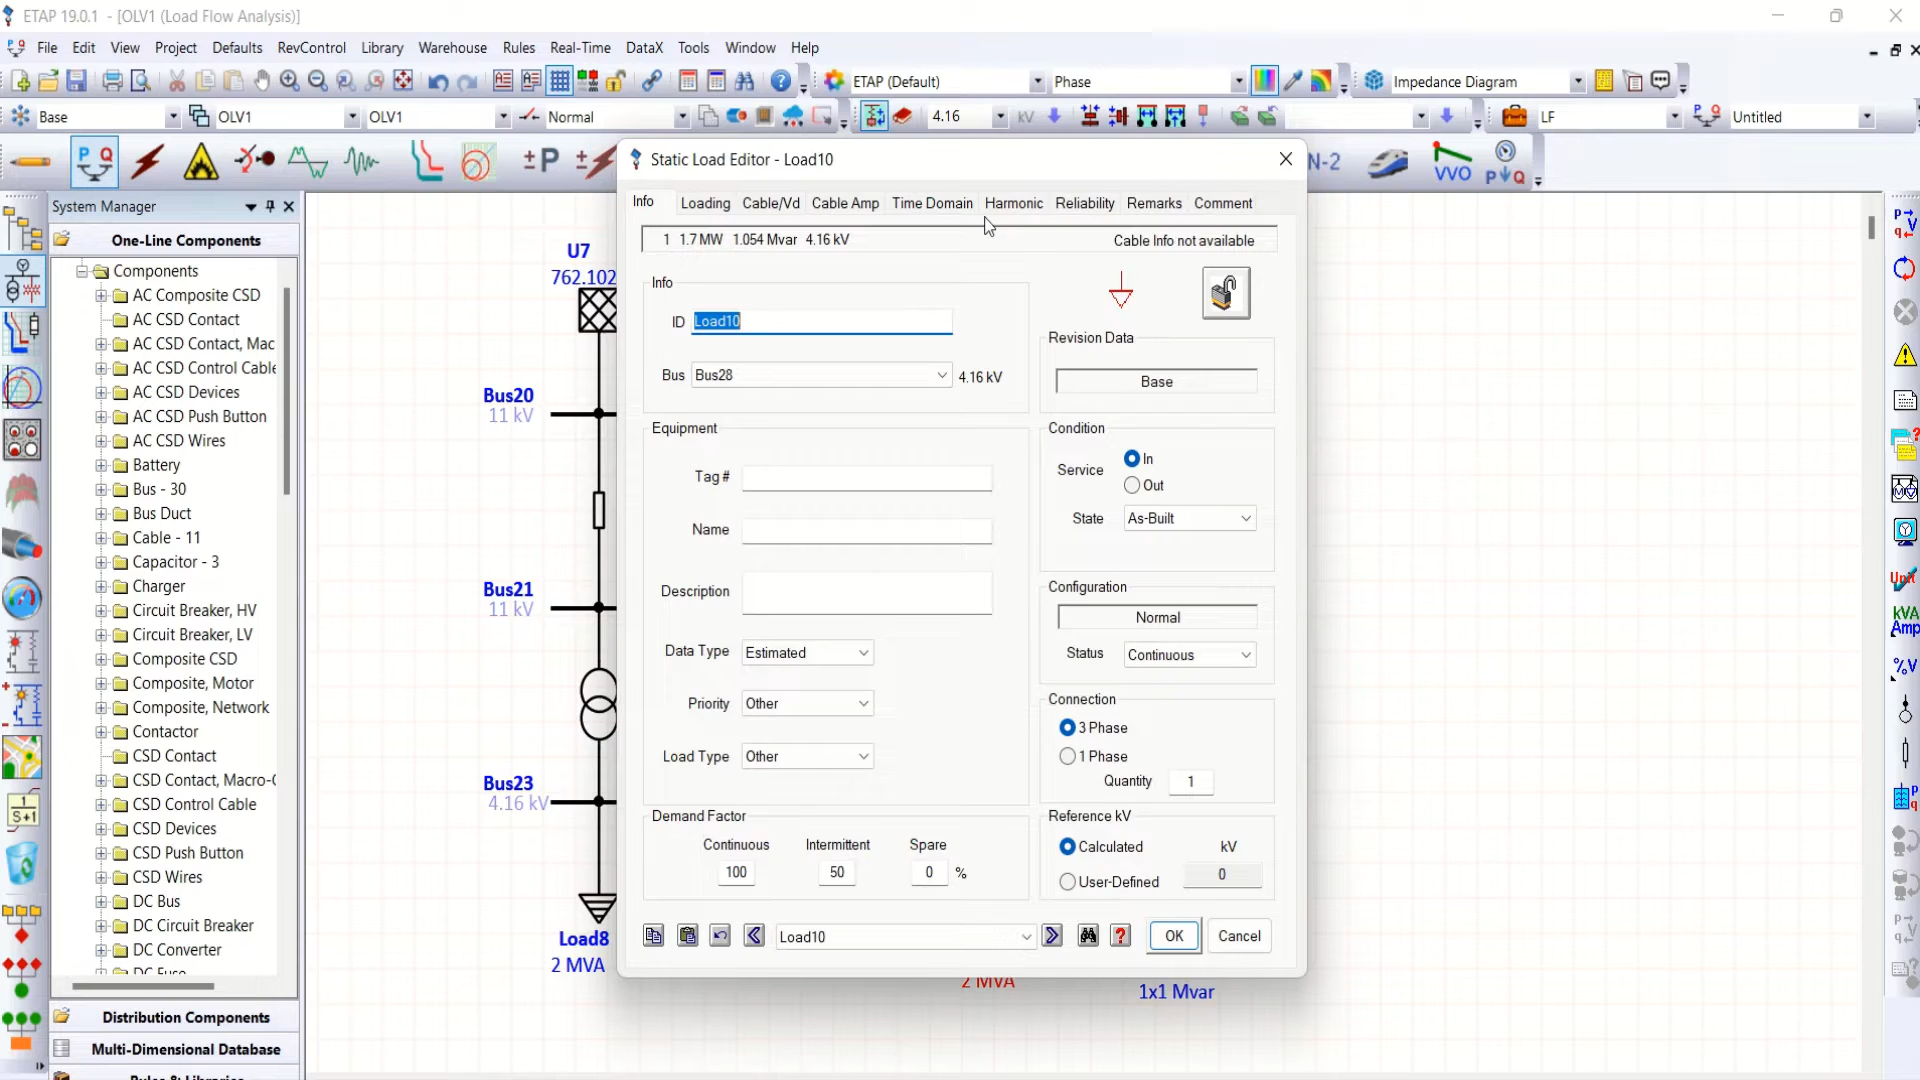 ETAP 19.0.1 - [OLV1 (Load Flow Analysis)]
File Edit View Project Defaults RevControl Library Warehouse Rules Real-Time DataX Tools Window Help
ETAP (Default) Phase Impedance Diagram
Base OLV1 OLV1 Normal 4.16 kV LF Untitled
N-2 VVO
System Manager
One-Line Components
Components
AC Composite CSD
AC CSD Contact
AC CSD Contact, Mac
AC CSD Control Cable
AC CSD Devices
AC CSD Push Button
AC CSD Wires
Battery
Bus - 30
Bus Duct
Cable - 11
Capacitor - 3
Charger
Circuit Breaker, HV
Circuit Breaker, LV
Composite CSD
Composite, Motor
Composite, Network
Contactor
CSD Contact
CSD Contact, Macro-C
CSD Control Cable
CSD Devices
CSD Push Button
CSD Wires
DC Bus
DC Circuit Breaker
DC Converter
DC Fuse
Distribution Components
Multi-Dimensional Database
Rules & Libraries
U7
762.102
Bus20
11 kV
Bus21
11 kV
Bus23
4.16 kV
Load8
2 MVA
2 MVA
1x1 Mvar
Static Load Editor - Load10
Info Loading Cable/Vd Cable Amp Time Domain Harmonic Reliability Remarks Comment
1 1.7 MW 1.054 Mvar 4.16 kV Cable Info not available
Info
ID Load10
Bus Bus28 4.16 kV
Revision Data
Base
Equipment
Tag #
Name
Description
Data Type Estimated
Priority Other
Load Type Other
Condition
Service In
Out
State As-Built
Configuration
Normal
Status Continuous
Connection
3 Phase
1 Phase
Quantity 1
Demand Factor
Continuous Intermittent Spare
100 50 0 %
Reference kV
Calculated kV
User-Defined 0
Load10 OK Cancel
Unit
kVA
Amp
%V